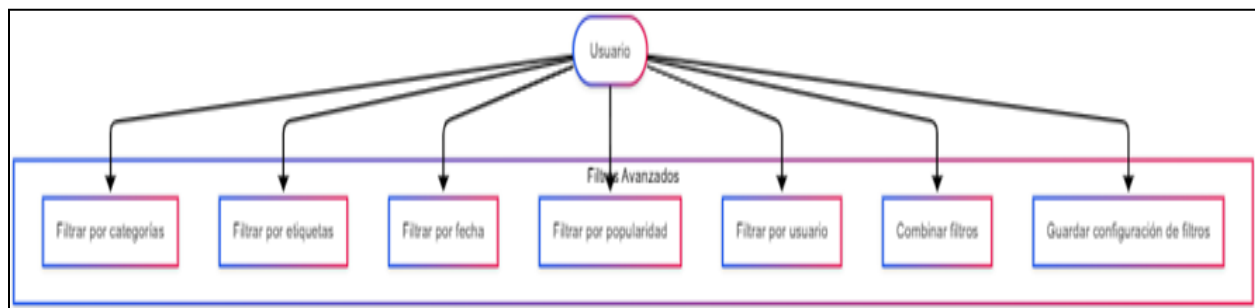 Usuario
Filtros Avanzados
Filtrar por categorías
Filtrar por etiquetas
Filtrar por fecha
Filtrar por popularidad
Filtrar por usuario
Combinar filtros
Guardar configuración de filtros